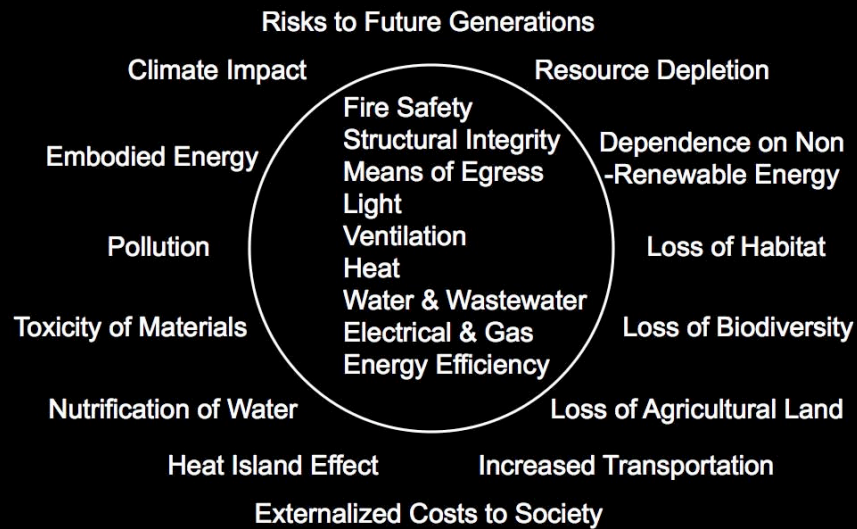 Risks to Future Generations
Climate Impact
Resource Depletion
Fire Safety
Structural Integrity
Means of Egress
Light
Ventilation
Heat
Water & Wastewater
Electrical & Gas
Energy Efficiency
Embodied Energy
Dependence on Non
-Renewable Energy
Pollution
Loss of Habitat
Toxicity of Materials
Loss of Biodiversity
Nutrification of Water
Loss of Agricultural Land
Heat Island Effect
Increased Transportation
Externalized Costs to Society